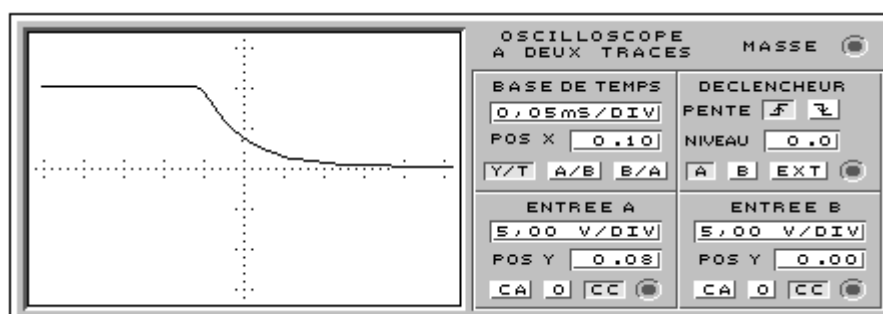 OSCILLOSCOPE
A DEUX TRACES
MASSE
BASE DE TEMPS
0,05mS/DIV
POS X 0.10
Y/T A/B B/A
DECLENCHEUR
PENTE
NIVEAU 0.0
A B EXT
ENTREE A
5,00 V/DIV
POS Y 0.08
CA 0 CC
ENTREE B
5,00 V/DIV
POS Y 0.00
CA 0 CC